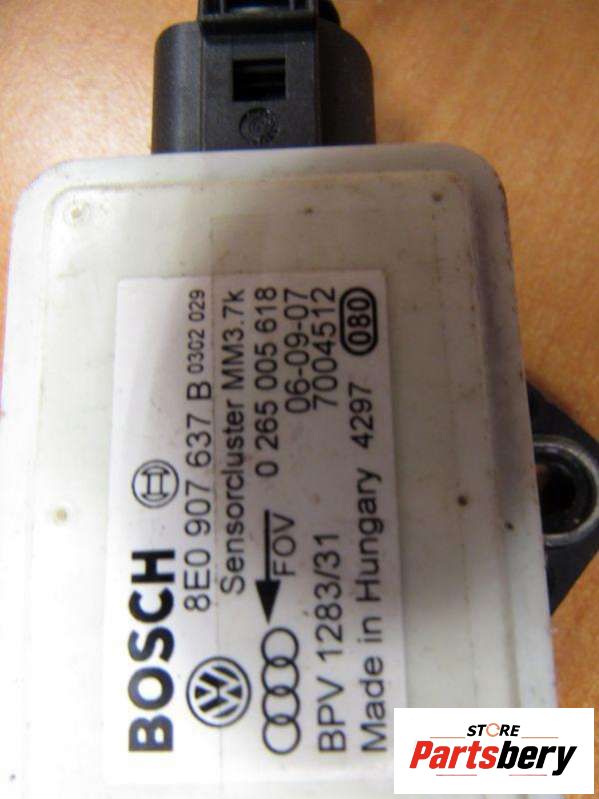 BOSCH
8E0 907 637 B 0302 029
Sensorcluster MM3.7k
FOV 0 265 005 618
06-09-07
BPV 1283/31 7004512
Made in Hungary 4297 080
STORE
Partsbery